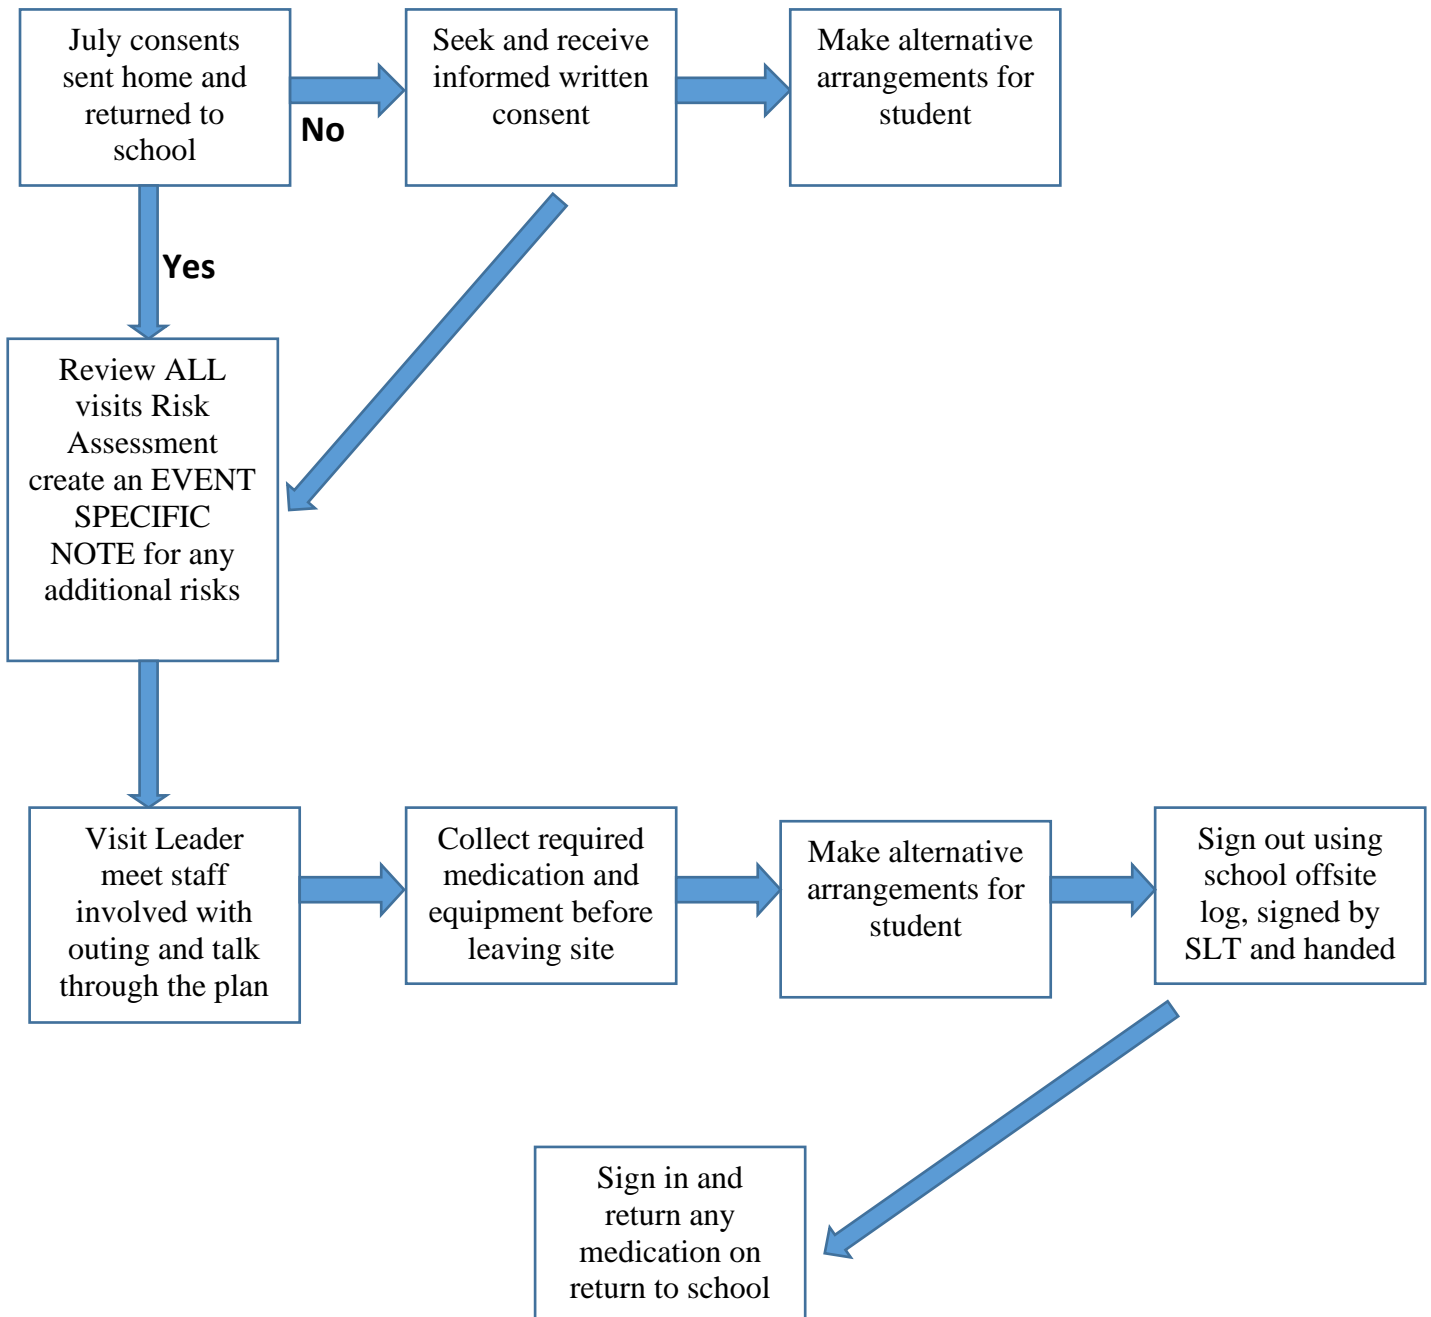 July consents
sent home and
returned to
school
No
Seek and receive
informed written
consent
Make alternative
arrangements for
student
Yes
Review ALL
visits Risk
Assessment
create an EVENT
SPECIFIC
NOTE for any
additional risks
Visit Leader
meet staff
involved with
outing and talk
through the plan
Collect required
medication and
equipment before
leaving site
Make alternative
arrangements for
student
Sign out using
school offsite
log, signed by
SLT and handed
Sign in and
return any
medication on
return to school